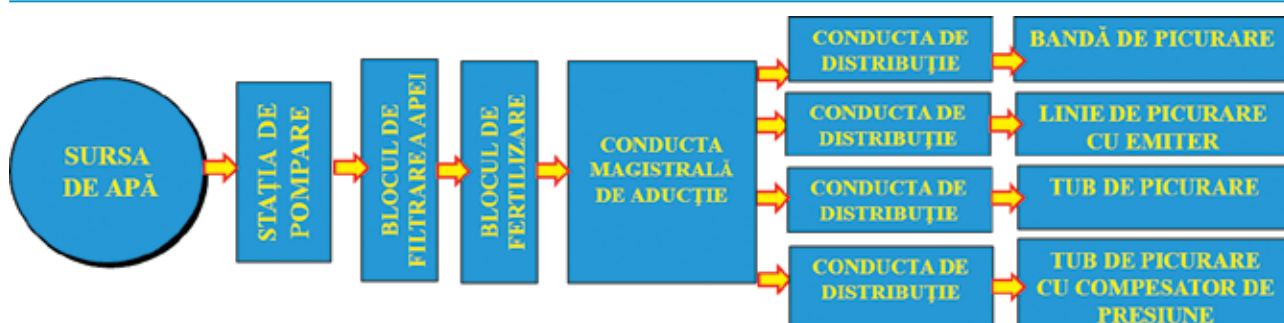 SURSA
DE APĂ
STAȚIA DE
POMPARE
BLOCUL DE
FILTRARE A APEI
BLOCUL DE
FERTILIZARE
CONDUCTA
MAGISTRALĂ
DE ADUCȚIE
CONDUCTA DE
DISTRIBUȚIE
BANDĂ DE PICURARE
CONDUCTA DE
DISTRIBUȚIE
LINIE DE PICURARE
CU EMITER
CONDUCTA DE
DISTRIBUȚIE
TUB DE PICURARE
CONDUCTA DE
DISTRIBUȚIE
TUB DE PICURARE
CU COMPESATOR DE
PRESIUNE